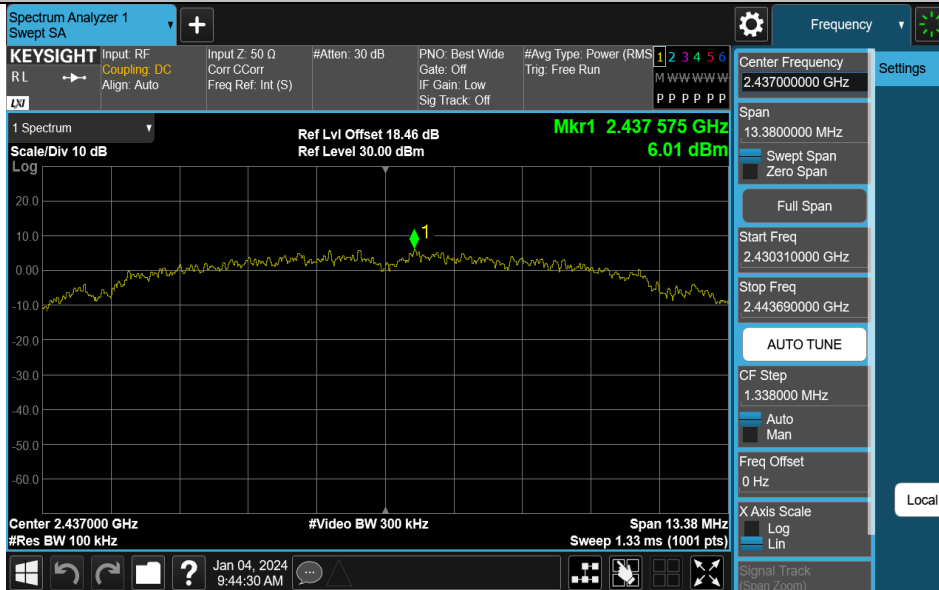 Spectrum Analyzer 1
Swept SA
Frequency
KEYSIGHT
RL
LXI
Input: RF
Coupling: DC
Align: Auto
Input Z: 50 Ω
Corr CCorr
Freq Ref: Int (S)
#Atten: 30 dB
PNO: Best Wide
Gate: Off
IF Gain: Low
Sig Track: Off
#Avg Type: Power (RMS
Trig: Free Run
1 2 3 4 5 6
M W W W W W
P P P P P P
1 Spectrum
Scale/Div 10 dB
Log
Ref Lvl Offset 18.46 dB
Ref Level 30.00 dBm
Mkr1 2.437 575 GHz
6.01 dBm
1
20.0
10.0
0.00
-10.0
-20.0
-30.0
-40.0
-50.0
-60.0
Center 2.437000 GHz
#Res BW 100 kHz
#Video BW 300 kHz
Span 13.38 MHz
Sweep 1.33 ms (1001 pts)
Center Frequency
2.437000000 GHz
Settings
Span
13.3800000 MHz
Swept Span
Zero Span
Full Span
Start Freq
2.430310000 GHz
Stop Freq
2.443690000 GHz
AUTO TUNE
CF Step
1.338000 MHz
Auto
Man
Freq Offset
0 Hz
Local
X Axis Scale
Log
Lin
Signal Track
(Span Zoom)
?
Jan 04, 2024
9:44:30 AM